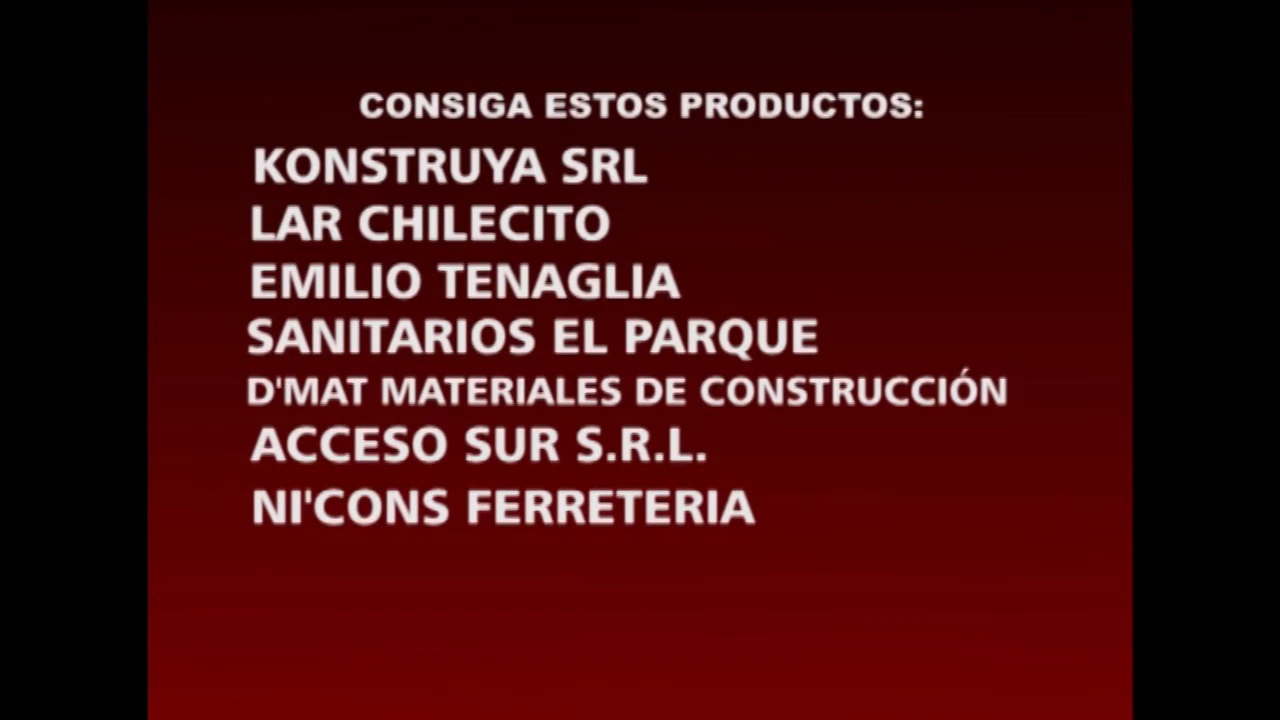 CONSIGA ESTOS PRODUCTOS:
KONSTRUYA SRL
LAR CHILECITO
EMILIO TENAGLIA
SANITARIOS EL PARQUE
D'MAT MATERIALES DE CONSTRUCCIÓN
ACCESO SUR S.R.L.
NI'CONS FERRETERIA